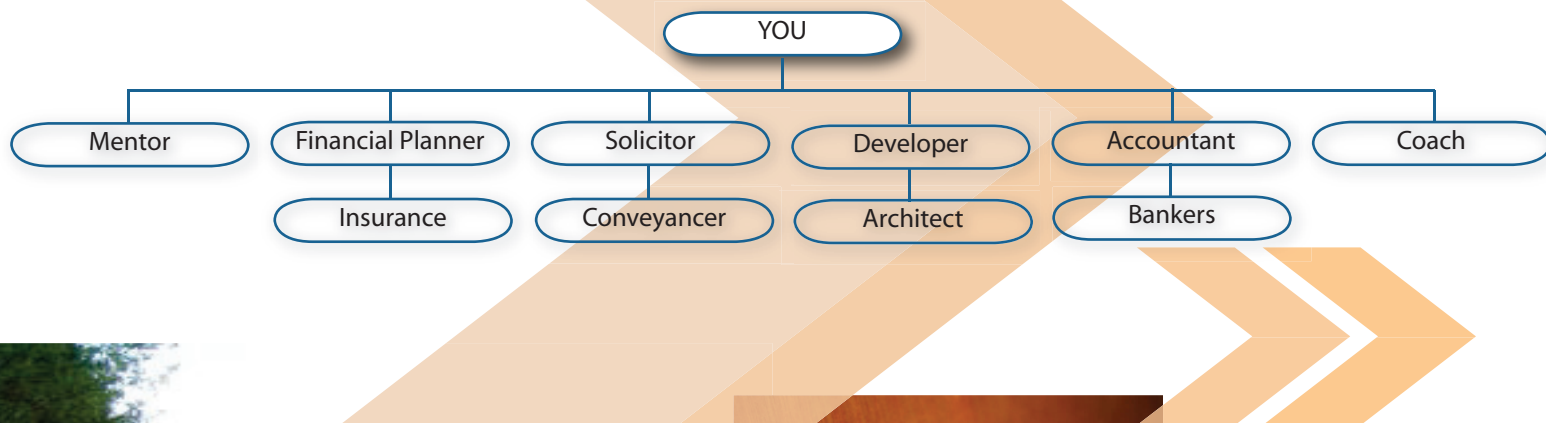 YOU
Mentor
Financial Planner
Solicitor
Developer
Accountant
Coach
Insurance
Conveyancer
Architect
Bankers